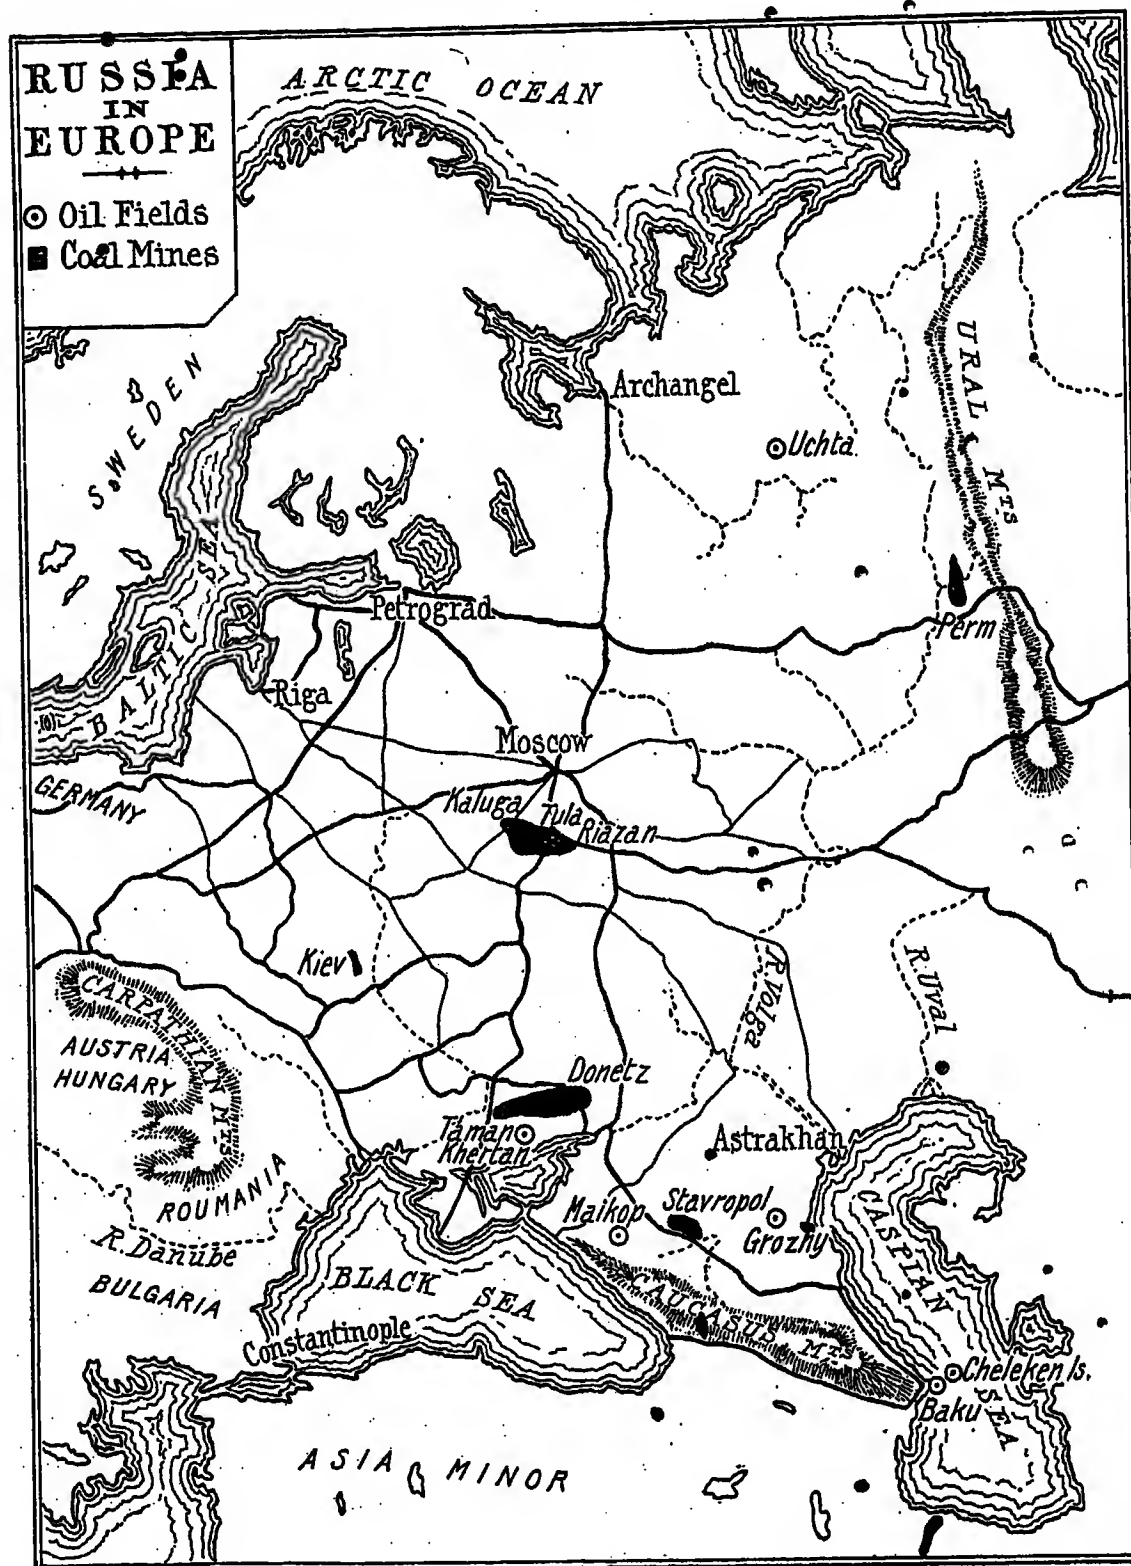 RUSSIA
IN
EUROPE
Oil Fields
Coal Mines
ARCTIC OCEAN
SWEDEN
Archangel
URAL Mts
Uchta
BALTIC SEA
Petrograd
Perm
Riga
Moscow
GERMANY
Kaluga
Tula
Riazan
Kiev
R. Volga
R. Uval
CARPATHIAN Mts
AUSTRIA
HUNGARY
Donetz
Taman
Khertan
Astrakhan
ROUMANIA
Maikop
Stavropol
Grozny
R. Danube
CASPIAN SEA
BULGARIA
BLACK SEA
CAUCASUS Mts
Constantinople
Cheleken Is.
Baku
ASIA MINOR